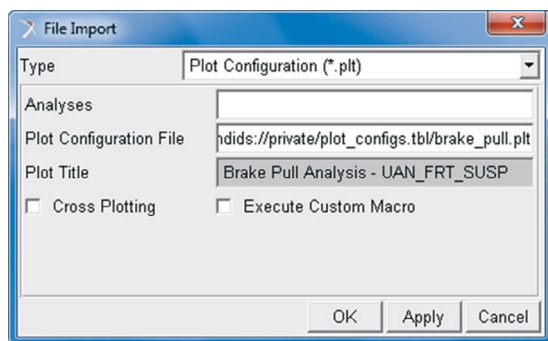 File Import
Type Plot Configuration (*.plt)
Analyses
Plot Configuration File ndids://private/plot_configs.tbl/brake_pull.plt
Plot Title Brake Pull Analysis - UAN_FRT_SUSP
Cross Plotting Execute Custom Macro
OK Apply Cancel